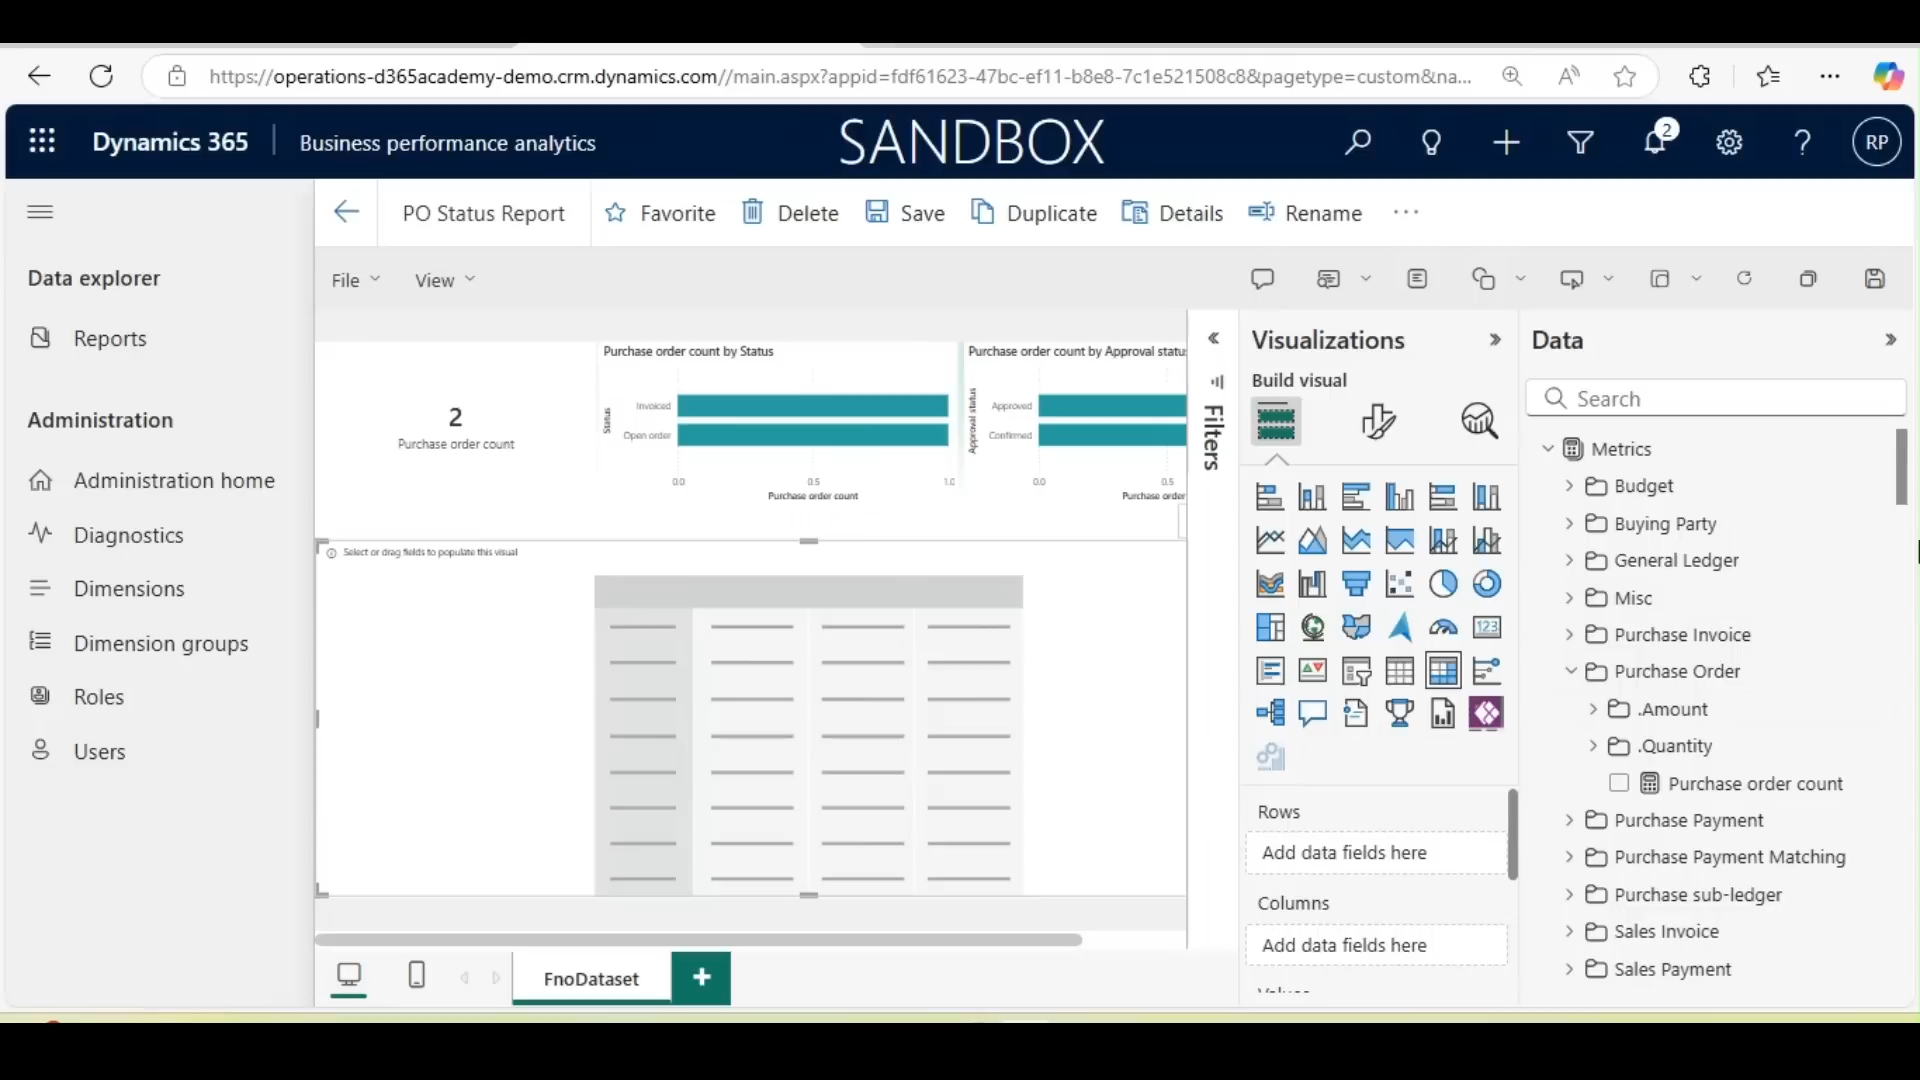 https://operations-d365academy-demo.crm.dynamics.com//main.aspx?appid=fdf61623-47bc-ef11-b8e8-7c1e521508c8&pagetype=custom&na...
Dynamics 365
Business performance analytics
SANDBOX
2
RP
PO Status Report
Favorite
Delete
Save
Duplicate
Details
Rename
Data explorer
Reports
Administration
Administration home
Diagnostics
Dimensions
Dimension groups
Roles
Users
File
View
2
Purchase order count
Purchase order count by Status
Status
Invoiced
Open order
0.0
0.5
1.0
Purchase order count
Purchase order count by Approval status
Approval status
Approved
Confirmed
0.0
0.5
Purchase order
Select or drag fields to populate this visual
FnoDataset
Filters
Visualizations
Build visual
123
Rows
Add data fields here
Columns
Add data fields here
Values
Data
Search
Metrics
Budget
Buying Party
General Ledger
Misc
Purchase Invoice
Purchase Order
.Amount
.Quantity
Purchase order count
Purchase Payment
Purchase Payment Matching
Purchase sub-ledger
Sales Invoice
Sales Payment